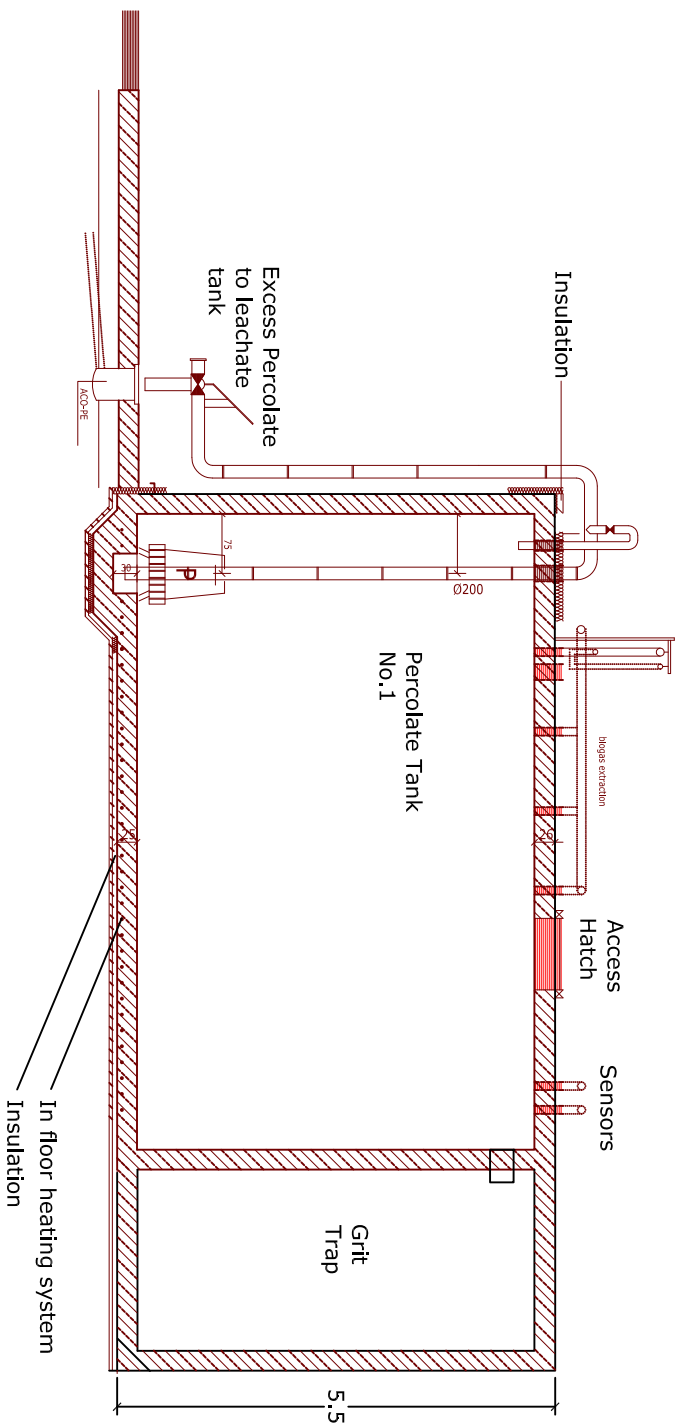 Insulation
Excess Percolate
to leachate
tank
ACO-PE
75
Ø200
30
P
Percolate Tank
No.1
biogas extraction
25
26
Access
Hatch
Sensors
Grit
Trap
In floor heating system
Insulation
5.5